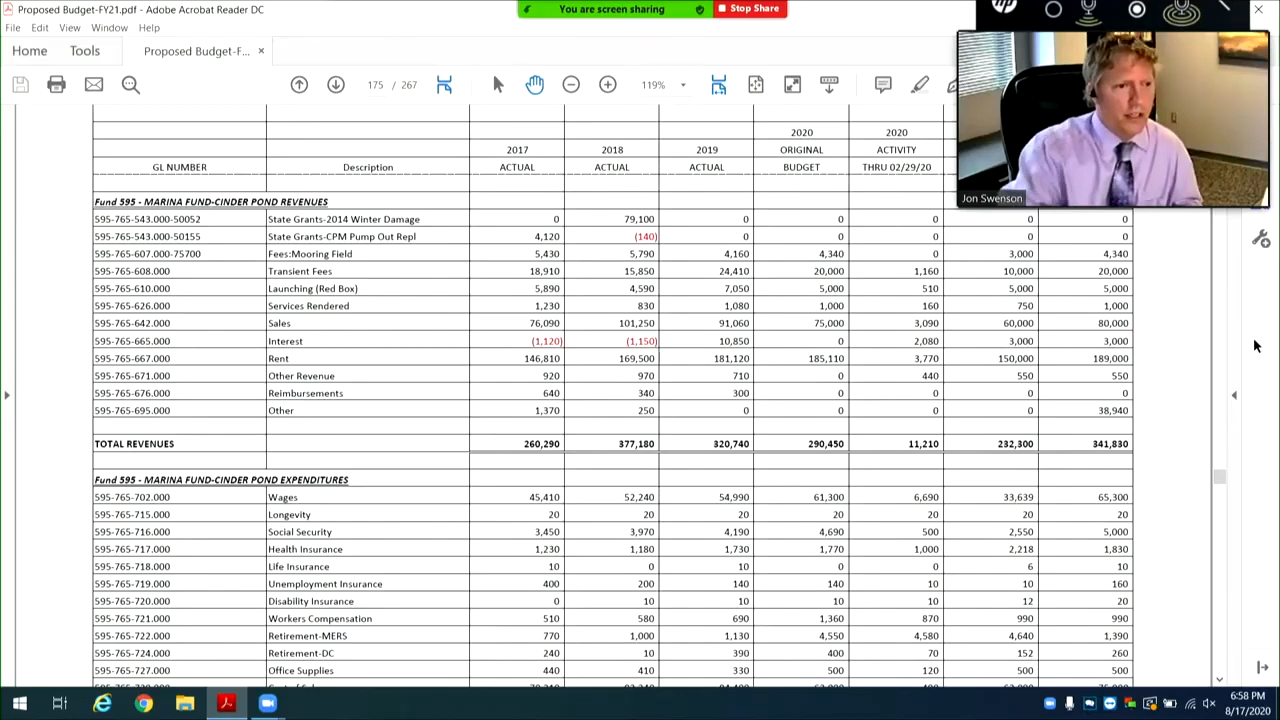 Proposed Budget-FY21.pdf - Adobe Acrobat Reader DC
You are screen sharing
Stop Share
File Edit View Window Help
Home Tools Proposed Budget-F... ×
175 / 267 119%
2020 2020
2017 2018 2019 ORIGINAL ACTIVITY
GL NUMBER Description ACTUAL ACTUAL ACTUAL BUDGET THRU 02/29/20
Jon Swenson
Fund 595 - MARINA FUND-CINDER POND REVENUES
595-765-543.000-50052 State Grants-2014 Winter Damage 0 79,100 0 0 0 0 0
595-765-543.000-50155 State Grants-CPM Pump Out Repl 4,120 (140) 0 0 0 0 0
595-765-607.000-75700 Fees:Mooring Field 5,430 5,790 4,160 4,340 0 3,000 4,340
595-765-608.000 Transient Fees 18,910 15,850 24,410 20,000 1,160 10,000 20,000
595-765-610.000 Launching (Red Box) 5,890 4,590 7,050 5,000 510 5,000 5,000
595-765-626.000 Services Rendered 1,230 830 1,080 1,000 160 750 1,000
595-765-642.000 Sales 76,090 101,250 91,060 75,000 3,090 60,000 80,000
595-765-665.000 Interest (1,120) (1,150) 10,850 0 2,080 3,000 3,000
595-765-667.000 Rent 146,810 169,500 181,120 185,110 3,770 150,000 189,000
595-765-671.000 Other Revenue 920 970 710 0 440 550 550
595-765-676.000 Reimbursements 640 340 300 0 0 0 0
595-765-695.000 Other 1,370 250 0 0 0 0 38,940
TOTAL REVENUES 260,290 377,180 320,740 290,450 11,210 232,300 341,830
Fund 595 - MARINA FUND-CINDER POND EXPENDITURES
595-765-702.000 Wages 45,410 52,240 54,990 61,300 6,690 33,639 65,300
595-765-715.000 Longevity 20 20 20 20 20 20 20
595-765-716.000 Social Security 3,450 3,970 4,190 4,690 500 2,550 5,000
595-765-717.000 Health Insurance 1,230 1,180 1,730 1,770 1,000 2,218 1,830
595-765-718.000 Life Insurance 10 0 10 0 0 6 10
595-765-719.000 Unemployment Insurance 400 200 140 140 10 10 160
595-765-720.000 Disability Insurance 0 10 10 10 10 12 20
595-765-721.000 Workers Compensation 510 580 690 1,360 870 990 990
595-765-722.000 Retirement-MERS 770 1,000 1,130 4,550 4,580 4,640 1,390
595-765-724.000 Retirement-DC 240 10 390 400 70 152 260
595-765-727.000 Office Supplies 440 410 330 500 120 500 500
6:58 PM
8/17/2020